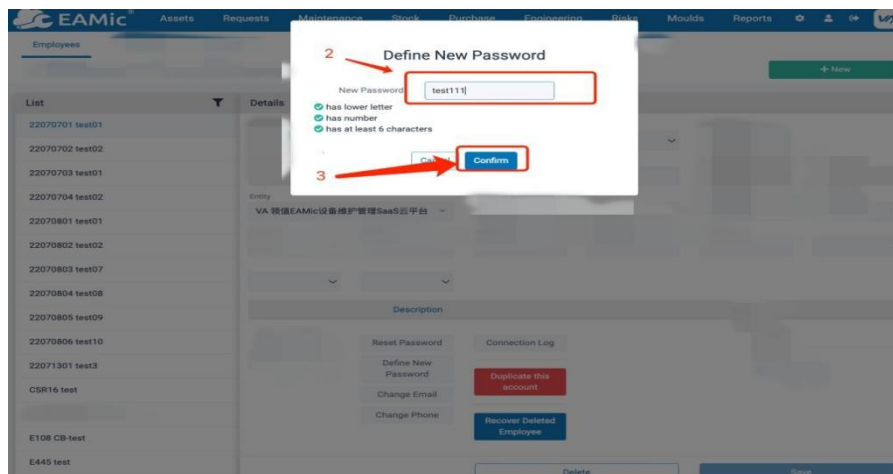 EAMic Assets Requests Maintenance Stock Purchase Engineering Risks Moulds Reports
Employees
2
Define New Password
+ New
New Password
test111
has lower letter
has number
has at least 6 characters
Confirm
3
List
Details
22070701 test01
22070702 test02
22070703 test01
22070704 test02
22070801 test01
22070802 test02
22070803 test07
22070804 test08
22070805 test09
22070806 test10
22071301 test3
CSR16 test
E108 CB-test
E445 test
Entity
VA 领值EAMic设备维护管理SaaS云平台
Description
Reset Password
Connection Log
Define New
Password
Duplicate this
account
Change Email
Change Phone
Recover Deleted
Employee
Delete
Save